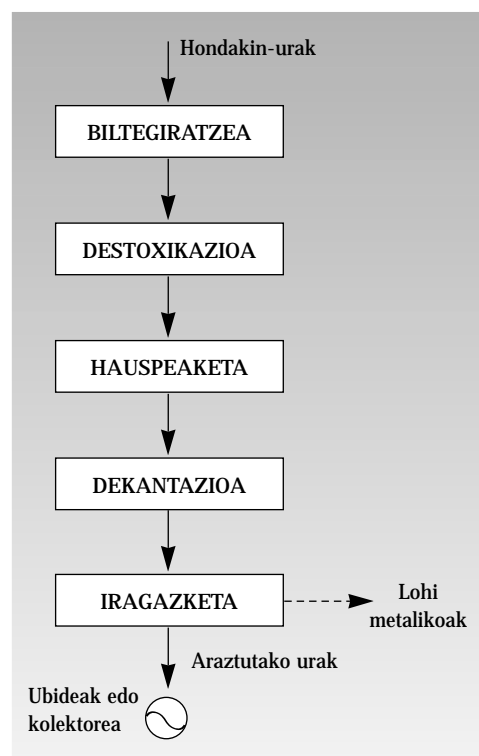 Hondakin-urak
BILTEGIRATZEA
DESTOXIKAZIOA
HAUSPEAKETA
DEKANTAZIOA
IRAGAZKETA
Lohi
metalikoak
Araztutako urak
Ubideak edo
kolektorea